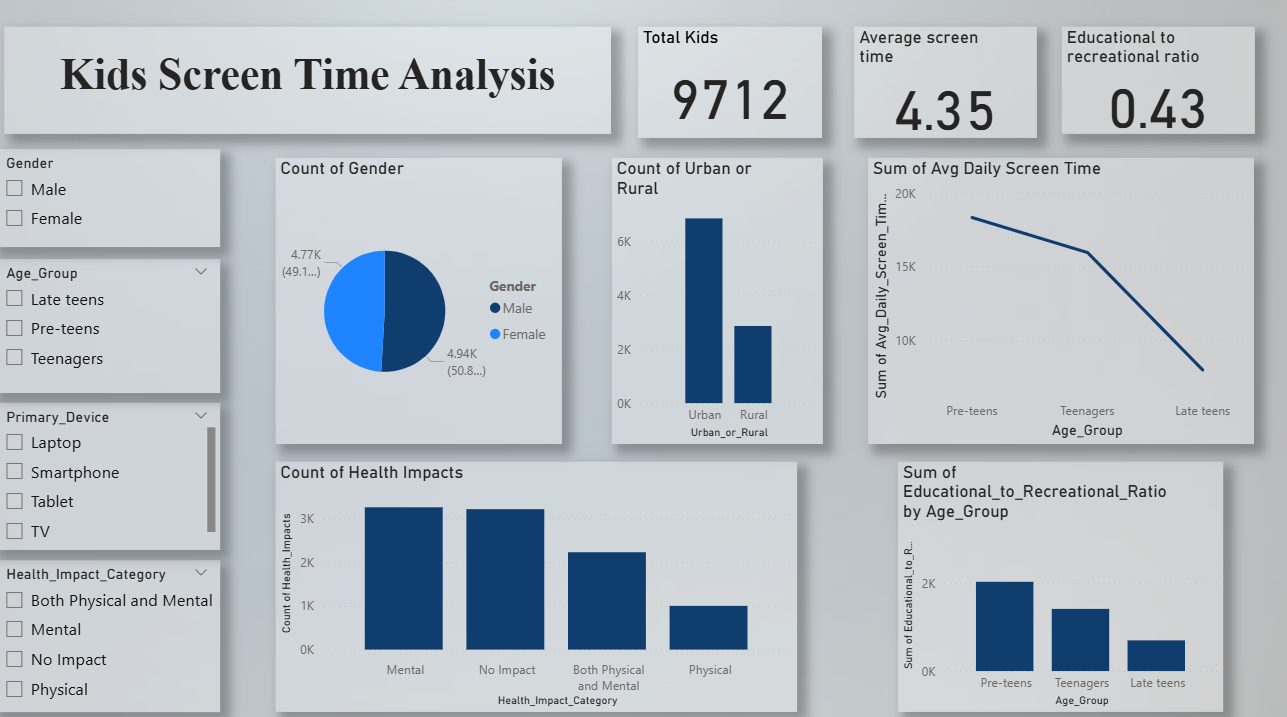 Kids Screen Time Analysis
Total Kids
9712
Average screen
time
4.35
Educational to
recreational ratio
0.43
Gender
Male
Female
Age_Group
Late teens
Pre-teens
Teenagers
Primary_Device
Laptop
Smartphone
Tablet
TV
Health_Impact_Category
Both Physical and Mental
Mental
No Impact
Physical
Count of Gender
4.77K
(49.1...)
4.94K
(50.8...)
Gender
Male
Female
Count of Urban or
Rural
6K
4K
2K
0K
Urban
Rural
Urban_or_Rural
Sum of Avg Daily Screen Time
Sum of Avg_Daily_Screen_Tim...
20K
15K
10K
Pre-teens
Teenagers
Late teens
Age_Group
Count of Health Impacts
Count of Health_Impacts
3K
2K
1K
0K
Mental
No Impact
Both Physical
and Mental
Physical
Health_Impact_Category
Sum of
Educational_to_Recreational_Ratio
by Age_Group
Sum of Educational_to_R...
2K
0K
Pre-teens
Teenagers
Late teens
Age_Group